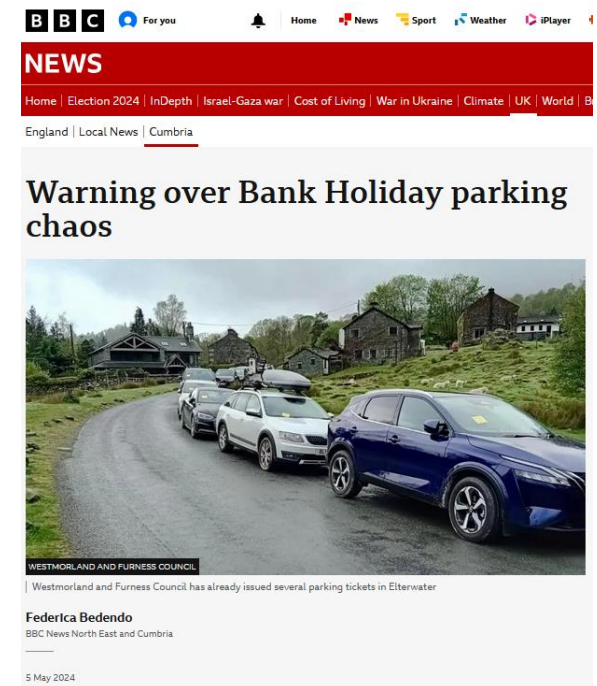 BBC For you Home News Sport Weather iPlayer
NEWS
Home | Election 2024 | InDepth | Israel-Gaza war | Cost of Living | War in Ukraine | Climate | UK | World |
England | Local News | Cumbria
Warning over Bank Holiday parking
chaos
WESTMORLAND AND FURNESS COUNCIL
Westmorland and Furness Council has already issued several parking tickets in Elterwater
Federica Bedendo
BBC News North East and Cumbria
5 May 2024